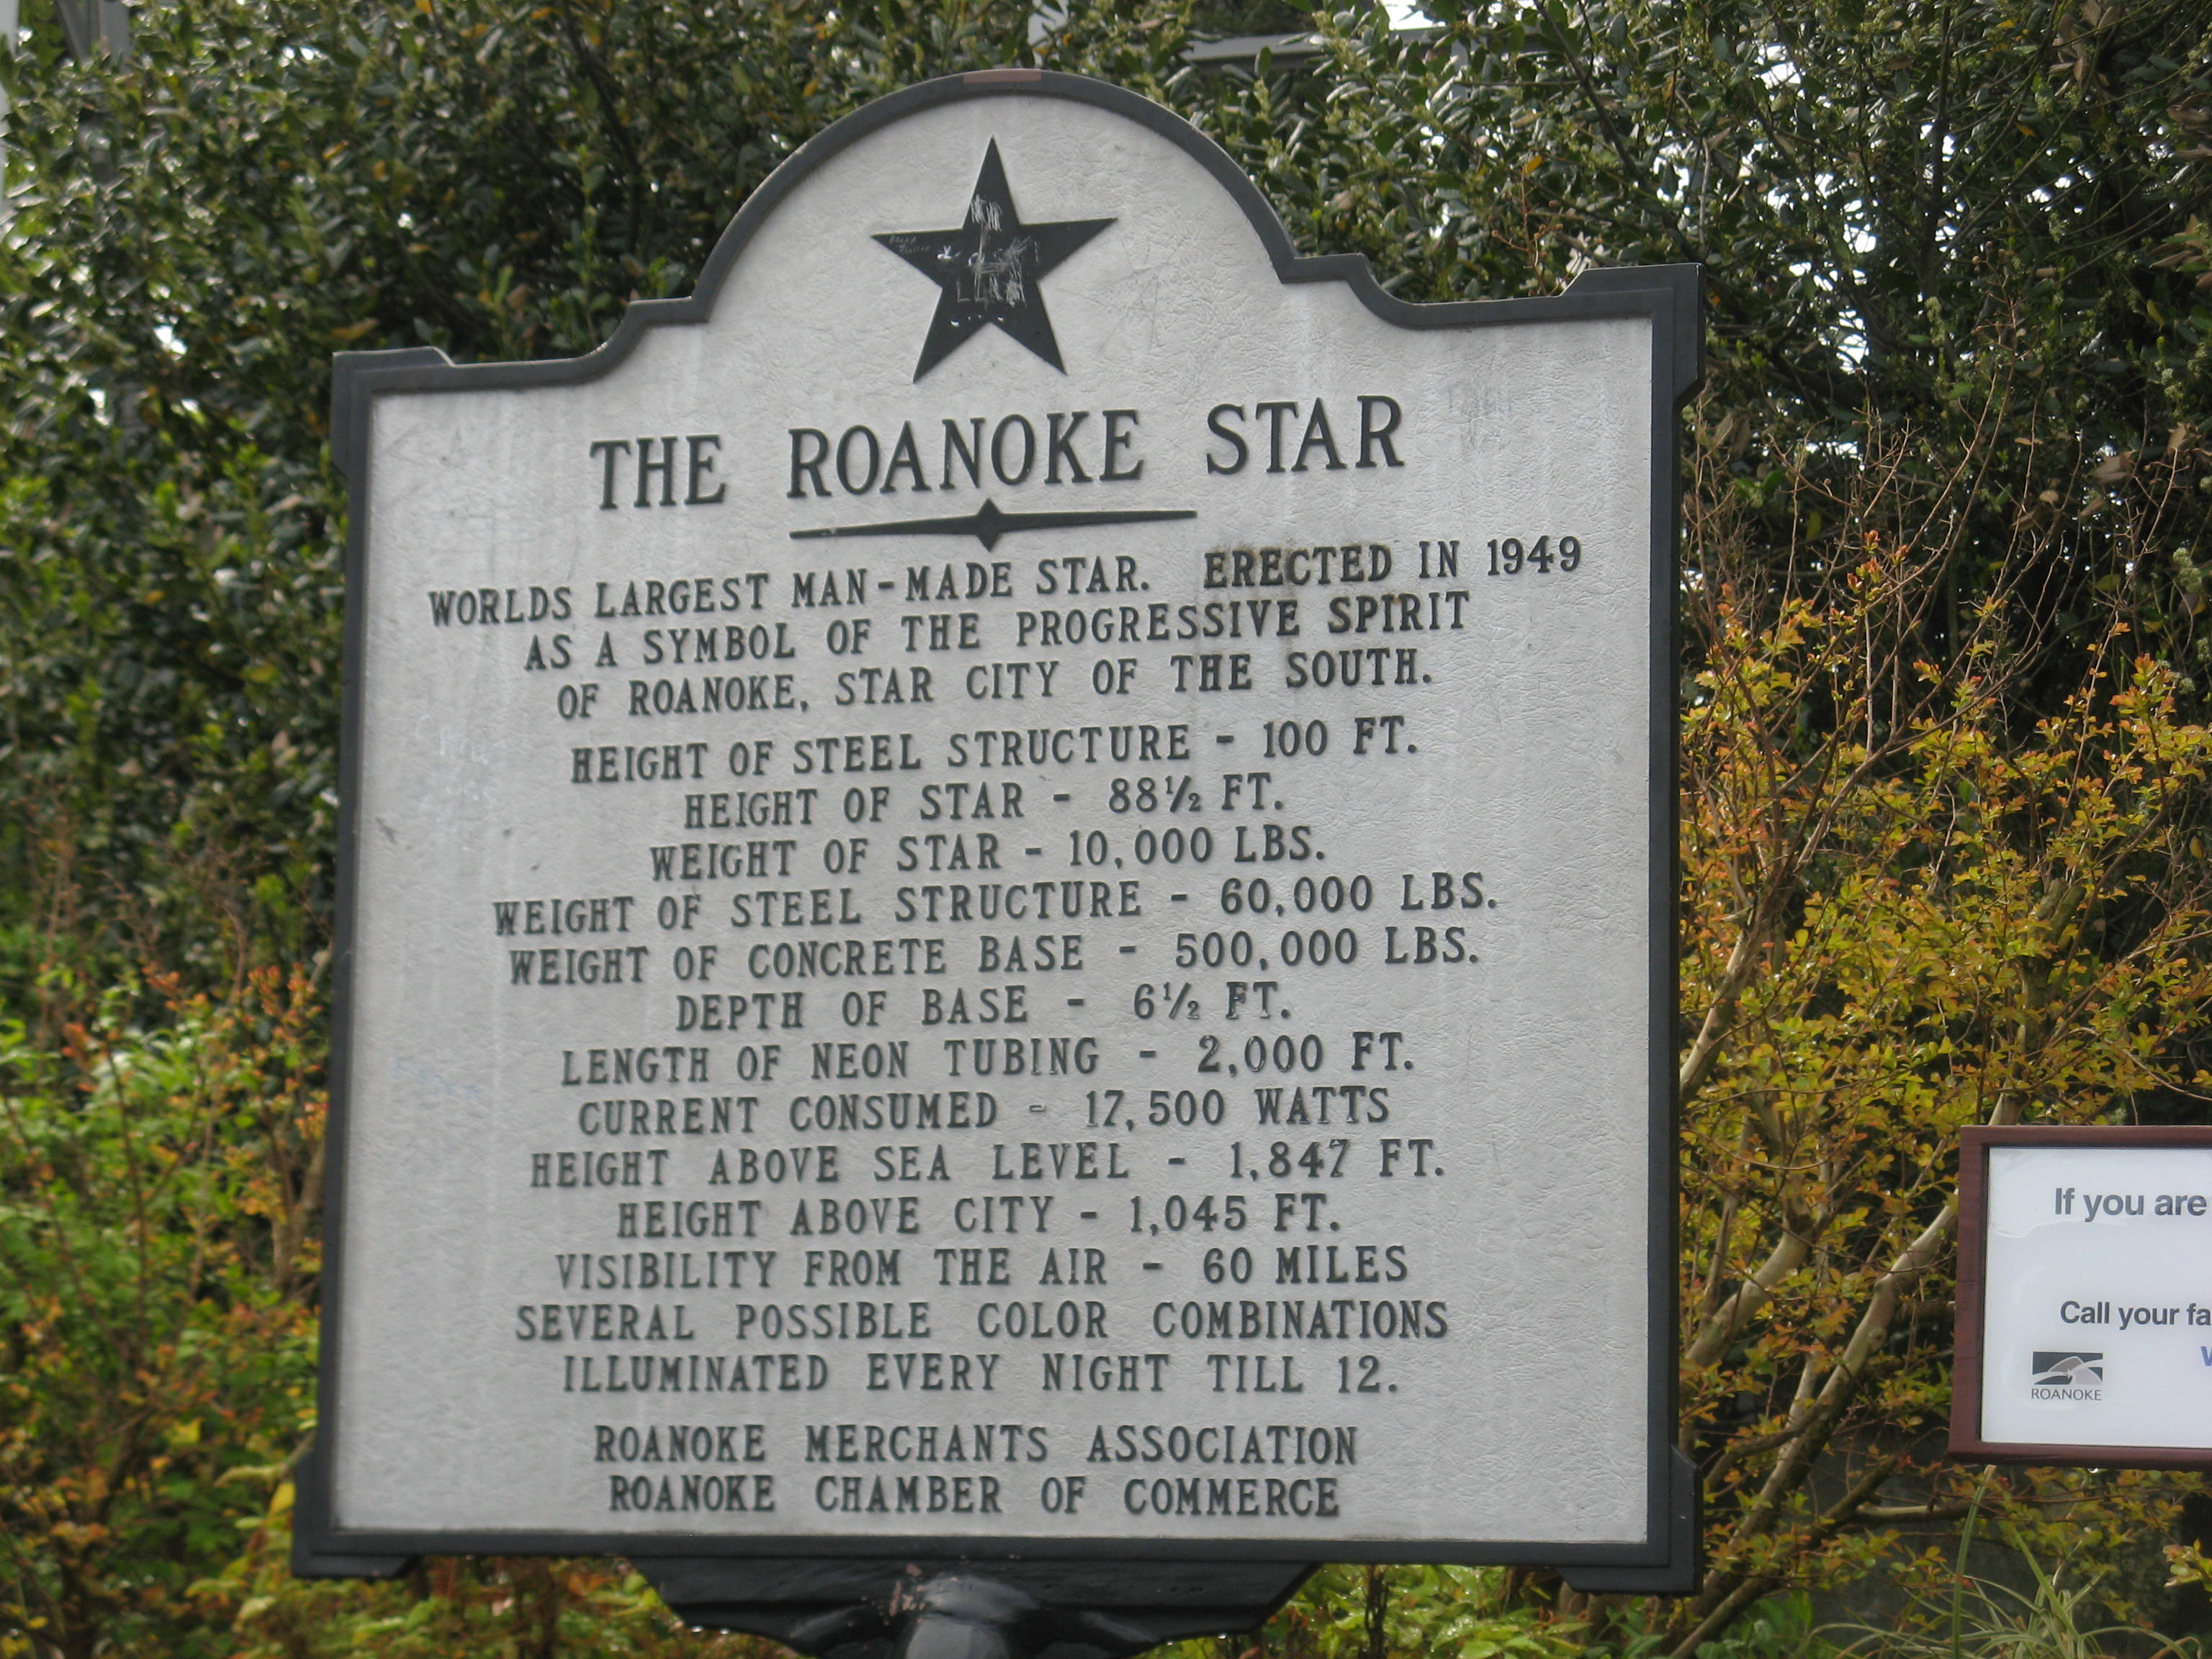 THE ROANOKE STAR
WORLDS LARGEST MAN-MADE STAR. ERECTED IN 1949
AS A SYMBOL OF THE PROGRESSIVE SPIRIT
OF ROANOKE, STAR CITY OF THE SOUTH.
HEIGHT OF STEEL STRUCTURE - 100 FT.
HEIGHT OF STAR - 88½ FT.
WEIGHT OF STAR - 10,000 LBS.
WEIGHT OF STEEL STRUCTURE - 60,000 LBS.
WEIGHT OF CONCRETE BASE - 500,000 LBS.
DEPTH OF BASE - 6½ FT.
LENGTH OF NEON TUBING - 2,000 FT.
CURRENT CONSUMED - 17,500 WATTS
HEIGHT ABOVE SEA LEVEL - 1,847 FT.
HEIGHT ABOVE CITY - 1,045 FT.
VISIBILITY FROM THE AIR - 60 MILES
SEVERAL POSSIBLE COLOR COMBINATIONS
ILLUMINATED EVERY NIGHT TILL 12.
ROANOKE MERCHANTS ASSOCIATION
ROANOKE CHAMBER OF COMMERCE
If you are
Call your fa
ROANOKE